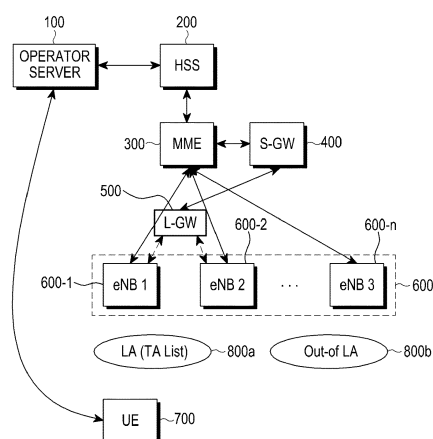 100
200
OPERATOR
SERVER
HSS
300
MME
S-GW
400
500
L-GW
600-2
600-n
600-1
eNB 1
eNB 2
. . .
eNB 3
600
LA (TA List)
800a
Out-of LA
800b
UE
700